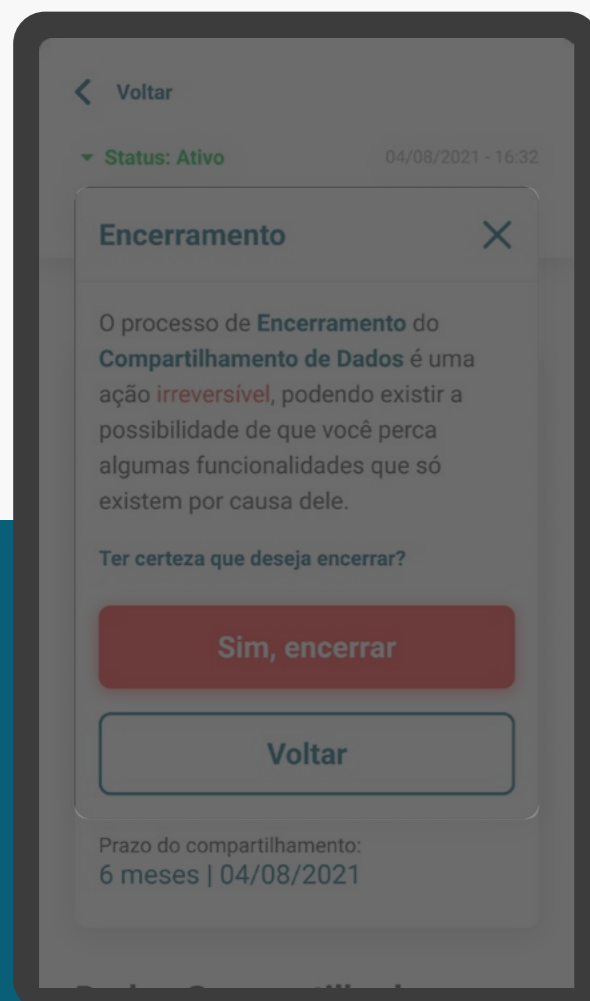 Voltar
Status: Ativo
04/08/2021 - 16:32
Encerramento
O processo de Encerramento do
Compartilhamento de Dados é uma
ação irreversível, podendo existir a
possibilidade de que você perca
algumas funcionalidades que só
existem por causa dele.
Ter certeza que deseja encerrar?
Sim, encerrar
Voltar
Prazo do compartilhamento:
6 meses | 04/08/2021